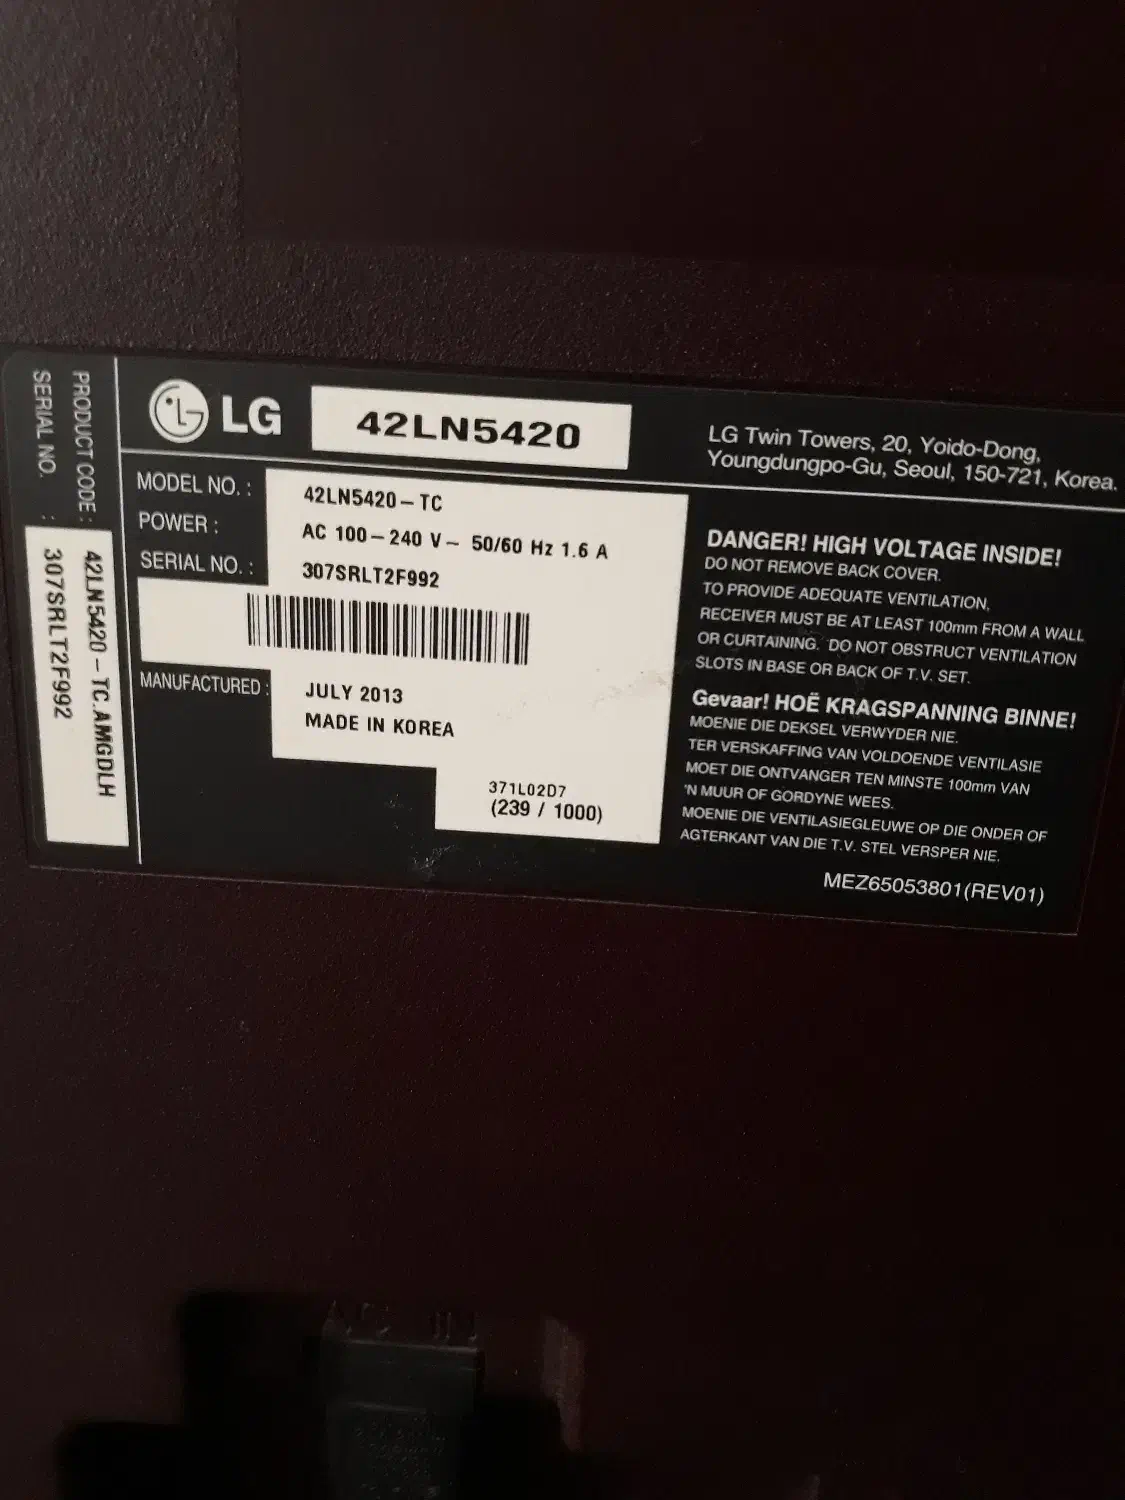 PRODUCT CODE : 42LN5420-TC.AMGDLH
SERIAL NO. : 307SRLT2F992
LG
42LN5420
LG Twin Towers, 20, Yoido-Dong,
Youngdungpo-Gu, Seoul, 150-721, Korea.
MODEL NO. : 42LN5420-TC
POWER : AC 100-240 V~ 50/60 Hz 1.6 A
SERIAL NO. : 307SRLT2F992
MANUFACTURED : JULY 2013
MADE IN KOREA
371L02D7
(239 / 1000)
DANGER! HIGH VOLTAGE INSIDE!
DO NOT REMOVE BACK COVER.
TO PROVIDE ADEQUATE VENTILATION,
RECEIVER MUST BE AT LEAST 100mm FROM A WALL
OR CURTAINING. DO NOT OBSTRUCT VENTILATION
SLOTS IN BASE OR BACK OF T.V. SET.
Gevaar! HOË KRAGSPANNING BINNE!
MOENIE DIE DEKSEL VERWYDER NIE.
TER VERSKAFFING VAN VOLDOENDE VENTILASIE
MOET DIE ONTVANGER TEN MINSTE 100mm VAN
'N MUUR OF GORDYNE WEES.
MOENIE DIE VENTILASIEGLEUWE OP DIE ONDER OF
AGTERKANT VAN DIE T.V. STEL VERSPER NIE.
MEZ65053801(REV01)
AC IN